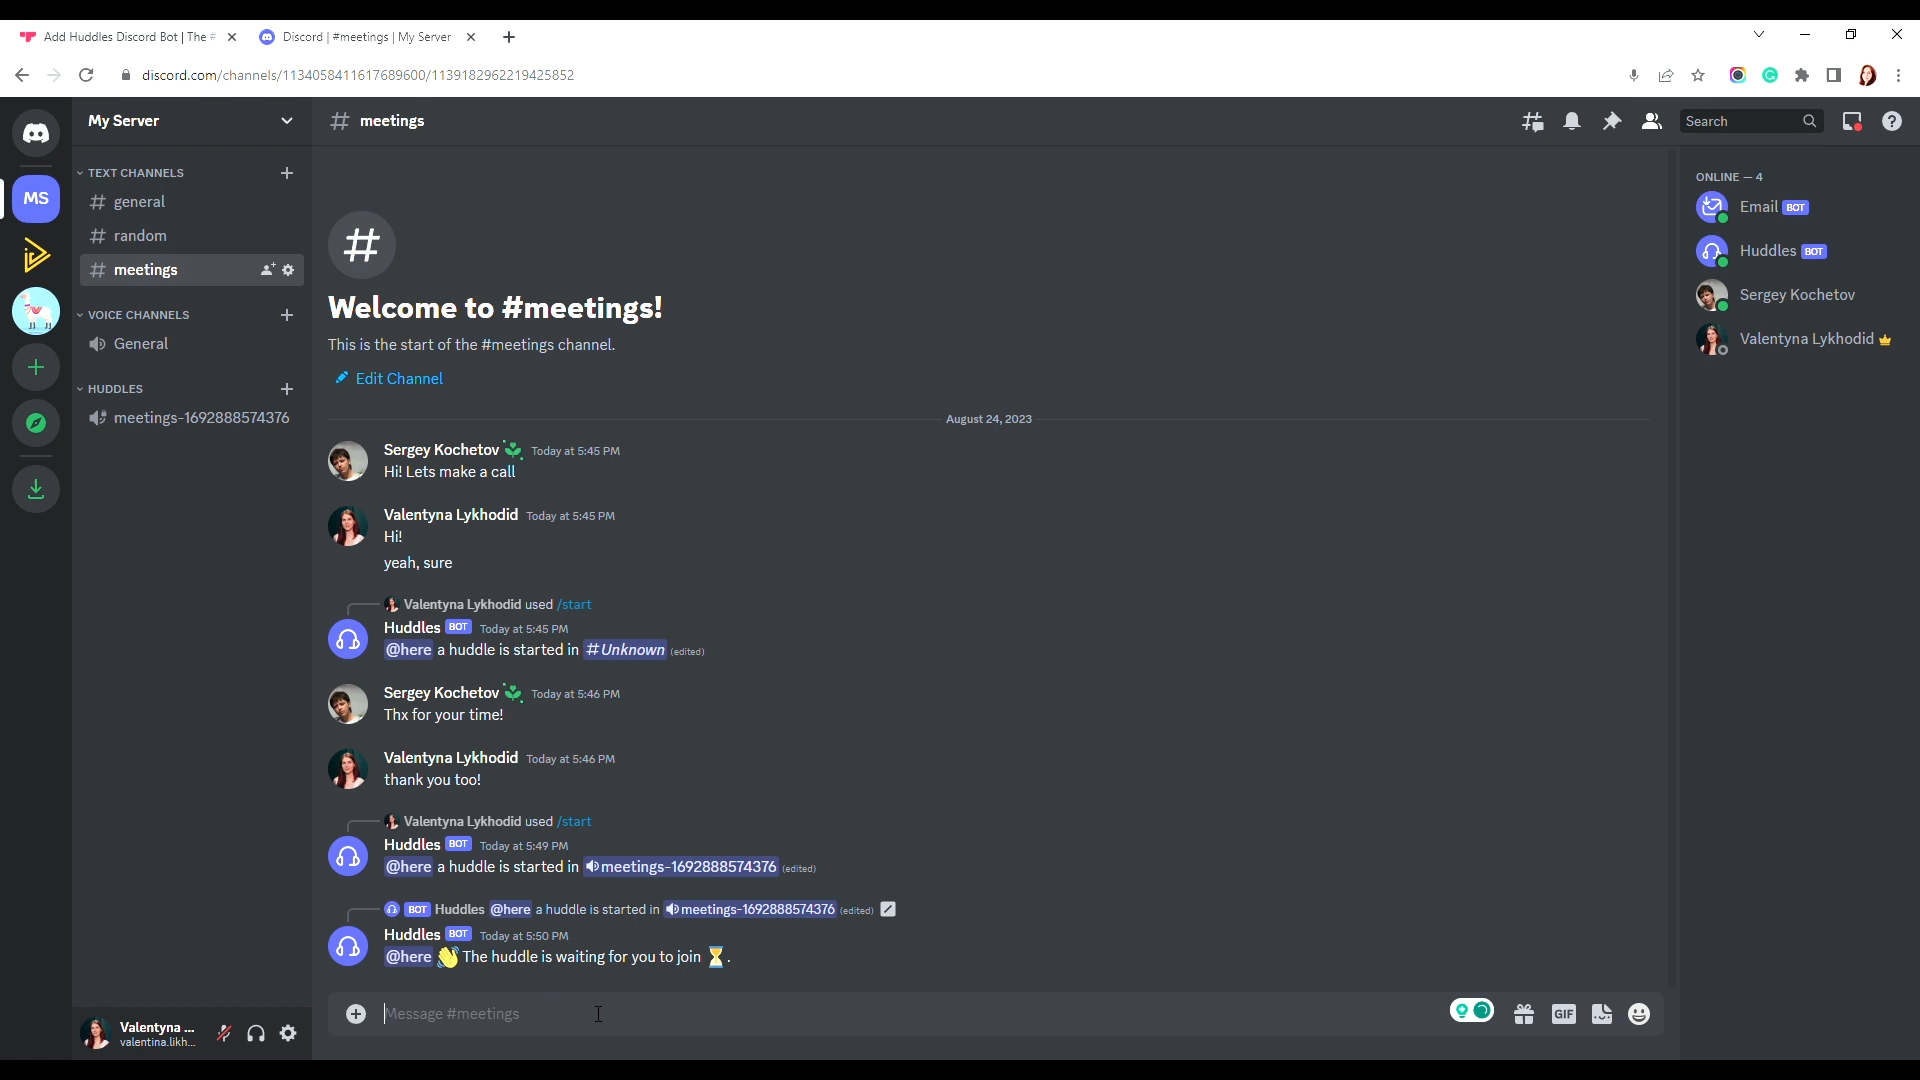 Add Huddles Discord Bot | The #
Discord | #meetings | My Server
discord.com/channels/1134058411617689600/1139182962219425852
My Server
# meetings
Search
MS
TEXT CHANNELS
# general
# random
# meetings
VOICE CHANNELS
General
HUDDLES
meetings-1692888574376
#
Welcome to #meetings!
This is the start of the #meetings channel.
Edit Channel
August 24, 2023
Sergey Kochetov Today at 5:45 PM
Hi! Lets make a call
Valentyna Lykhodid Today at 5:45 PM
Hi!
yeah, sure
Valentyna Lykhodid used /start
Huddles BOT Today at 5:45 PM
@here a huddle is started in #Unknown (edited)
Sergey Kochetov Today at 5:46 PM
Thx for your time!
Valentyna Lykhodid Today at 5:46 PM
thank you too!
Valentyna Lykhodid used /start
Huddles BOT Today at 5:49 PM
@here a huddle is started in meetings-1692888574376 (edited)
BOT Huddles @here a huddle is started in meetings-1692888574376 (edited)
Huddles BOT Today at 5:50 PM
@here 👋 The huddle is waiting for you to join ⏳.
Message #meetings
GIF
Valentyna ...
valentina.likh...
ONLINE — 4
Email BOT
Huddles BOT
Sergey Kochetov
Valentyna Lykhodid